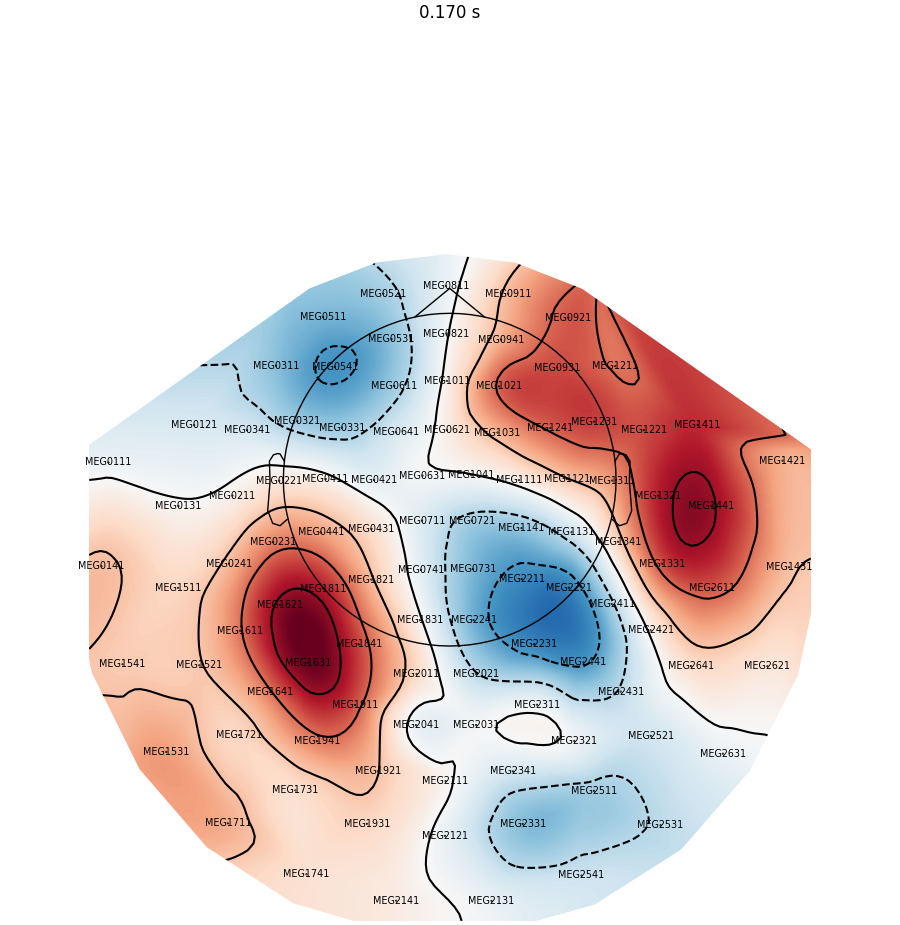 0.170 s
MEG0811
MEG0521 MEG0911
MEG0511 MEG0921
MEG0531 MEG0821 MEG0941
MEG0311 MEG0541 MEG0931 MEG1211
MEG0611 MEG1011 MEG1021
MEG0121 MEG0341 MEG0321 MEG0331 MEG0641 MEG0621 MEG1031 MEG1241 MEG1231 MEG1221 MEG1411
MEG0111 MEG1421
MEG0211 MEG0221 MEG0411 MEG0421 MEG0631 MEG1041 MEG1111 MEG1121 MEG1311 MEG1321
MEG0131 MEG1441
MEG0231 MEG0441 MEG0431 MEG0711 MEG0721 MEG1141 MEG1131 MEG1341
MEG0141 MEG0241 MEG0741 MEG0731 MEG1331 MEG1431
MEG1511 MEG1811 MEG1821 MEG2211 MEG2221 MEG2611
MEG1621 MEG2411
MEG1611 MEG1831 MEG2241 MEG2421
MEG1841 MEG2231
MEG1541 MEG1521 MEG1631 MEG2011 MEG2021 MEG2441 MEG2641 MEG2621
MEG1641 MEG1911 MEG2311 MEG2431
MEG1721 MEG1941 MEG2041 MEG2031 MEG2321 MEG2521
MEG1531 MEG2631
MEG1921 MEG2111 MEG2341
MEG1731 MEG2511
MEG1711 MEG1931 MEG2121 MEG2331 MEG2531
MEG1741 MEG2541
MEG2141 MEG2131